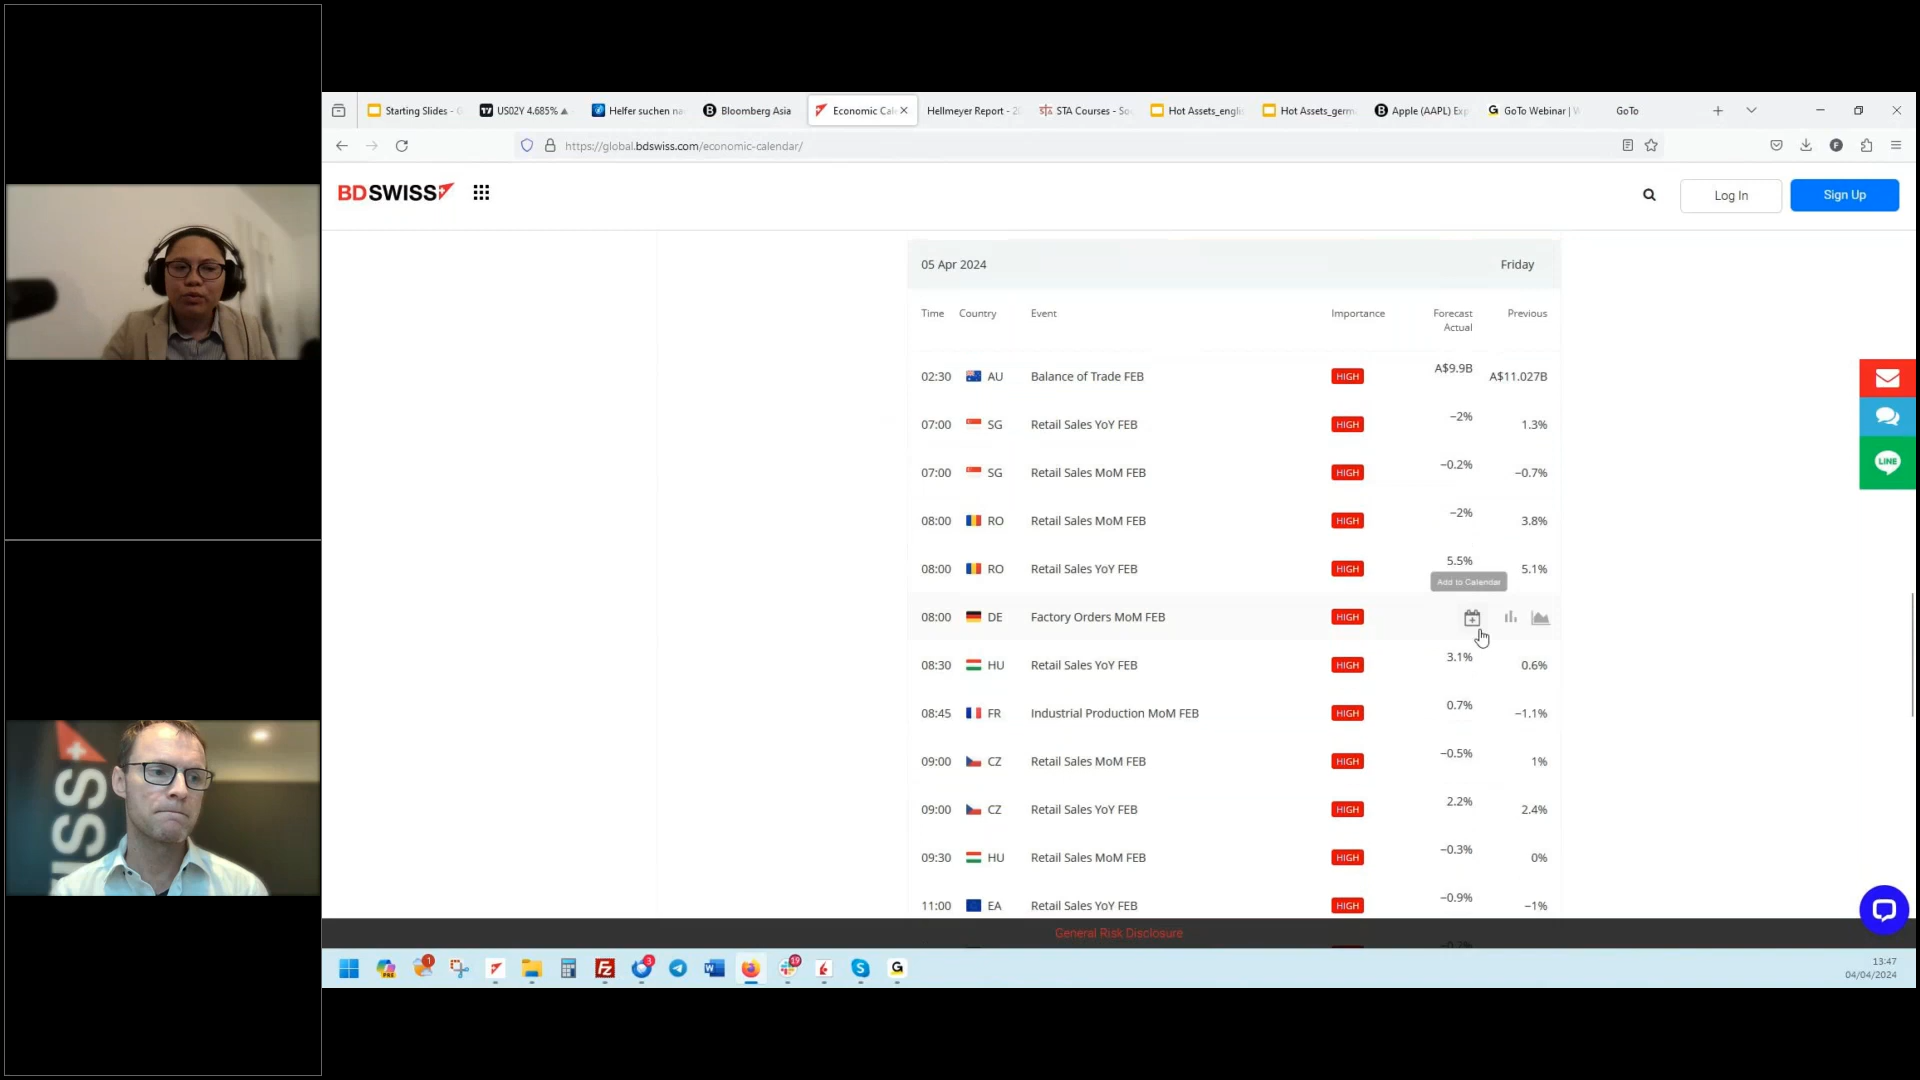 Starting Slides - G
US02Y 4.685% ▲
Helfer suchen na
Bloomberg Asia
Economic Cal
Hellmeyer Report - 20
STA Courses - So
Hot Assets_engli
Hot Assets_germ
Apple (AAPL) Exp
GoTo Webinar | W
GoTo
https://global.bdswiss.com/economic-calendar/
BDSWISS
Log In
Sign Up
05 Apr 2024 Friday
Time Country Event Importance Forecast Previous
Actual
02:30 AU Balance of Trade FEB HIGH A$9.9B A$11.027B
07:00 SG Retail Sales YoY FEB HIGH −2% 1.3%
07:00 SG Retail Sales MoM FEB HIGH −0.2% −0.7%
08:00 RO Retail Sales MoM FEB HIGH −2% 3.8%
08:00 RO Retail Sales YoY FEB HIGH 5.5% 5.1%
Add to Calendar
08:00 DE Factory Orders MoM FEB HIGH
08:30 HU Retail Sales YoY FEB HIGH 3.1% 0.6%
08:45 FR Industrial Production MoM FEB HIGH 0.7% −1.1%
09:00 CZ Retail Sales MoM FEB HIGH −0.5% 1%
09:00 CZ Retail Sales YoY FEB HIGH 2.2% 2.4%
09:30 HU Retail Sales MoM FEB HIGH −0.3% 0%
11:00 EA Retail Sales YoY FEB HIGH −0.9% −1%
LINE
General Risk Disclosure
13:47
04/04/2024